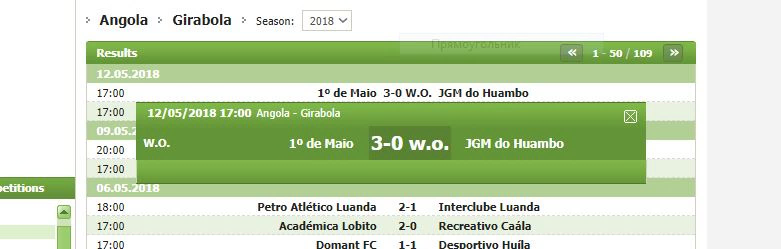 Angola Girabola Season: 2018
Прямоугольник
Results « 1 - 50 / 109 »
12.05.2018
17:00 1º de Maio 3-0 W.O. JGM do Huambo
17:00
12/05/2018 17:00 Angola - Girabola
09.05.2
W.O. 1º de Maio 3-0 w.o. JGM do Huambo
20:00
17:00
petitions
06.05.2018
18:00 Petro Atlético Luanda 2-1 Interclube Luanda
17:00 Académica Lobito 2-0 Recreativo Caála
17:00 Domant FC 1-1 Desportivo Huíla